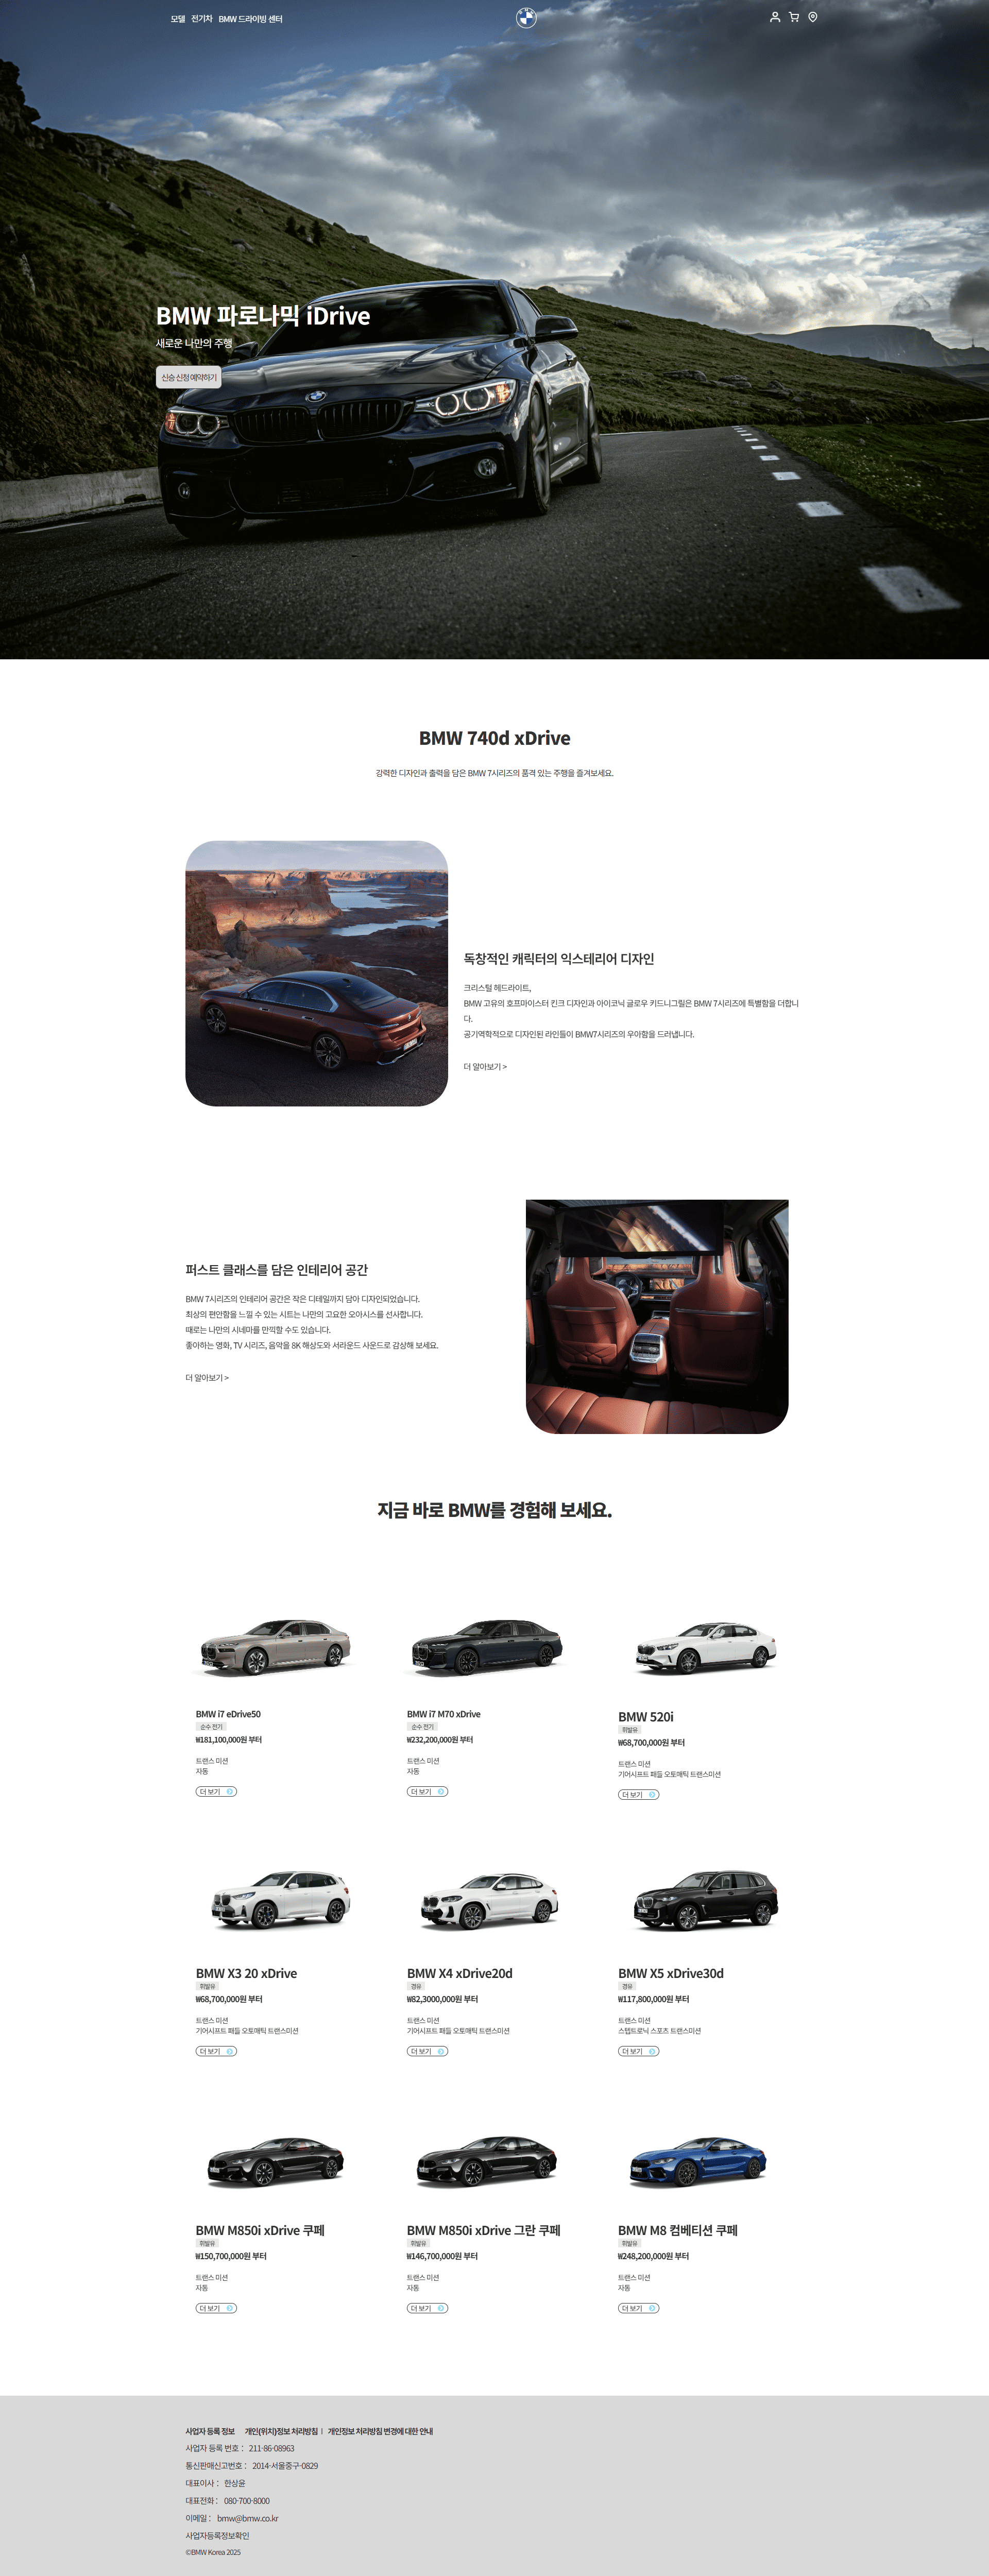 모델 전기차 BMW 드라이빙 센터
BMW 파로나믹 iDrive
새로운 나만의 주행
신승신청예약하기
BMW 740d xDrive
강력한 디자인과 출력을 담은 BMW 7시리즈의 품격 있는 주행을 즐겨보세요.
독창적인 캐릭터의 익스테리어 디자인
크리스털 헤드라이트,
BMW 고유의 호프마이스터 킨크 디자인과 아이코닉 글로우 키드니그릴은 BMW 7시리즈에 특별함을 더합니
다.
공기역학적으로 디자인된 라인들이 BMW7시리즈의 우아함을 드러냅니다.
더 알아보기 >
퍼스트 클래스를 담은 인테리어 공간
BMW 7시리즈의 인테리어 공간은 작은 디테일까지 담아 디자인되었습니다.
최상의 편안함을 느낄 수 있는 시트는 나만의 고요한 오아시스를 선사합니다.
때로는 나만의 시네마를 만끽할 수도 있습니다.
좋아하는 영화, TV 시리즈, 음악을 8K 해상도와 서라운드 사운드로 감상해 보세요.
더 알아보기 >
지금 바로 BMW를 경험해 보세요.
BMW i7 eDrive50
순수 전기
₩181,100,000원 부터
트랜스 미션
자동
더 보기
BMW i7 M70 xDrive
순수 전기
₩232,200,000원 부터
트랜스 미션
자동
더 보기
BMW 520i
휘발유
₩68,700,000원 부터
트랜스 미션
기어시프트 패들 오토매틱 트랜스미션
더 보기
BMW X3 20 xDrive
휘발유
₩68,700,000원 부터
트랜스 미션
기어시프트 패들 오토매틱 트랜스미션
더 보기
BMW X4 xDrive20d
경유
₩82,3000,000원 부터
트랜스 미션
기어시프트 패들 오토매틱 트랜스미션
더 보기
BMW X5 xDrive30d
경유
₩117,800,000원 부터
트랜스 미션
스텝트로닉 스포츠 트랜스미션
더 보기
BMW M850i xDrive 쿠페
휘발유
₩150,700,000원 부터
트랜스 미션
자동
더 보기
BMW M850i xDrive 그란 쿠페
휘발유
₩146,700,000원 부터
트랜스 미션
자동
더 보기
BMW M8 컴베티션 쿠페
휘발유
₩248,200,000원 부터
트랜스 미션
자동
더 보기
사업자 등록 정보 개인(위치)정보 처리방침 | 개인정보 처리방침 변경에 대한 안내
사업자 등록 번호 : 211-86-08963
통신판매신고번호 : 2014-서울중구-0829
대표이사 : 한상윤
대표전화 : 080-700-8000
이메일 : bmw@bmw.co.kr
사업자등록정보확인
©BMW Korea 2025